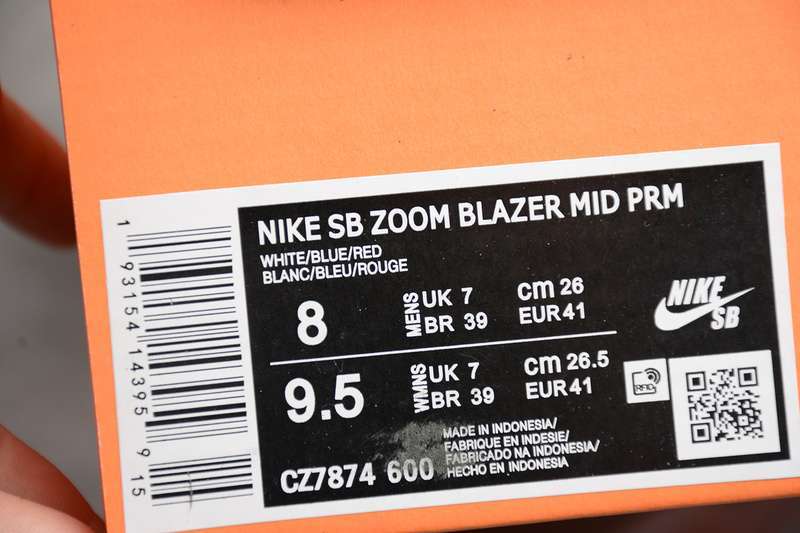 1 93154 14395 9 15
NIKE SB ZOOM BLAZER MID PRM
WHITE/BLUE/RED
BLANC/BLEU/ROUGE
8 MENS UK 7 cm 26
BR 39 EUR 41
9.5 WMNS UK 7 cm 26.5
BR 39 EUR 41
NIKE
SB
RFID
MADE IN INDONESIA/
FABRIQUE EN INDESIE/
FABRICADO NA INDONESIA/
HECHO EN INDONESIA
CZ7874 600